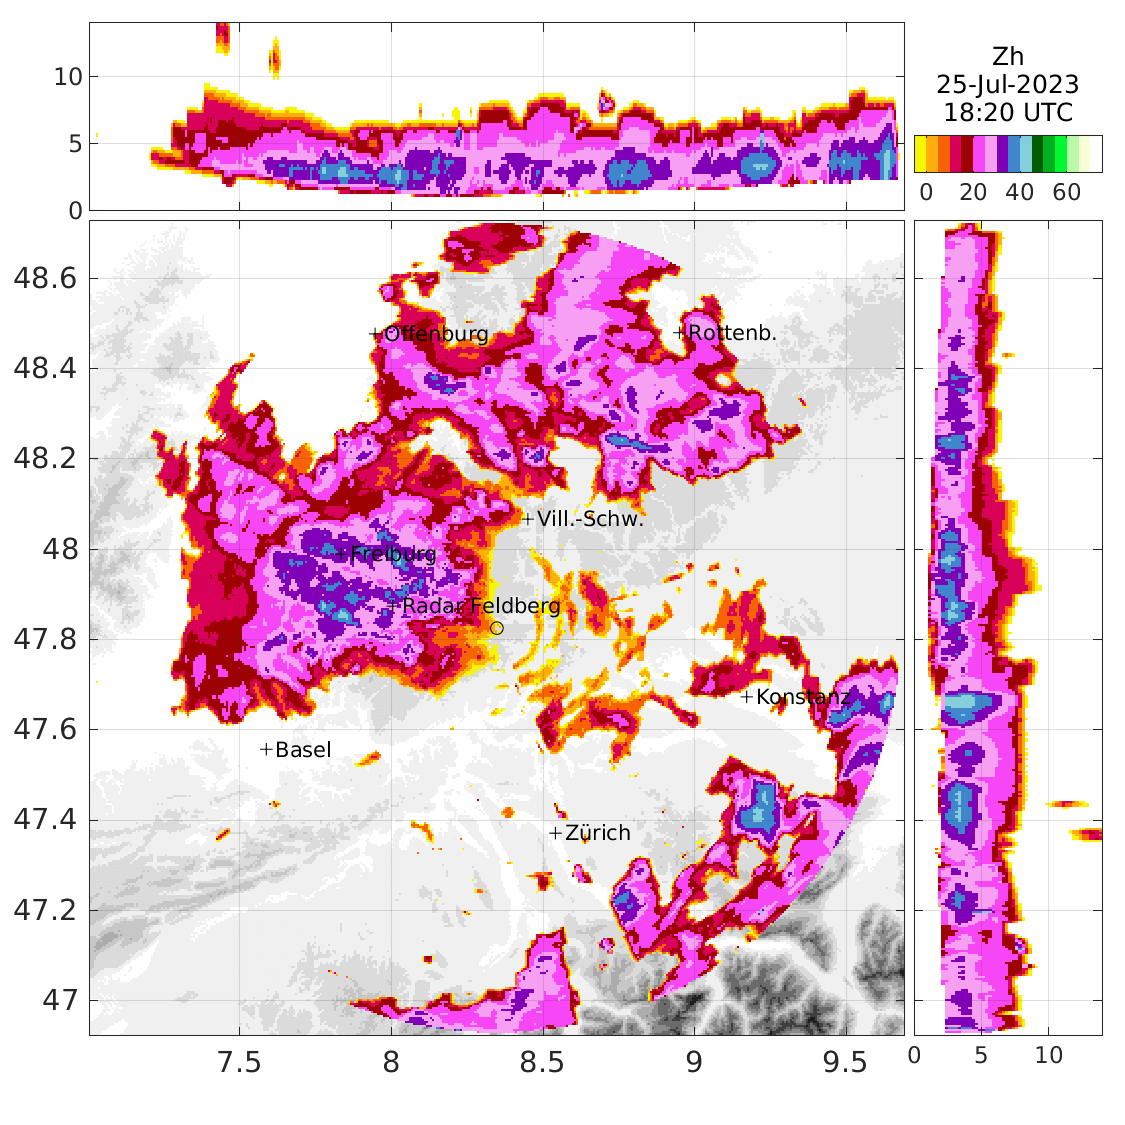 Zh
25-Jul-2023
18:20 UTC
0 20 40 60
10
5
0
48.6
48.4
48.2
48
47.8
47.6
47.4
47.2
47
Offenburg
Rottenb.
Vill.-Schw.
Freiburg
Radar Feldberg
Konstanz
Basel
Zürich
7.5 8 8.5 9 9.5
0 5 10